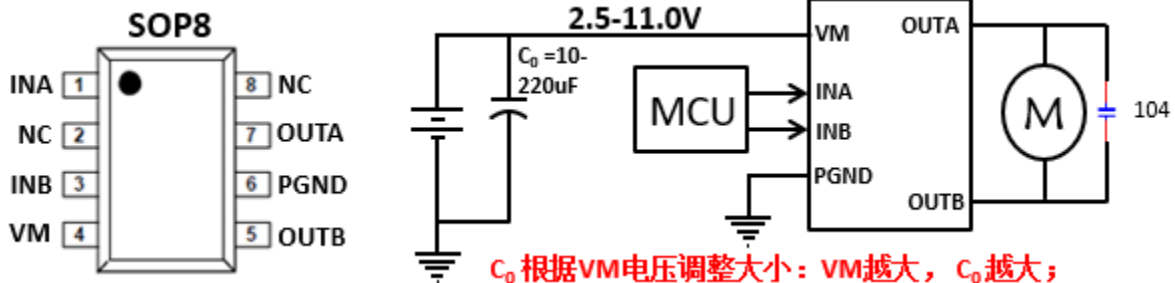 SOP8
INA 1
NC 2
INB 3
VM 4
8 NC
7 OUTA
6 PGND
5 OUTB
2.5-11.0V
C₀ =10-
220uF
MCU
VM
INA
INB
PGND
OUTA
OUTB
M
104
C₀ 根据VM电压调整大小：VM越大，C₀越大；